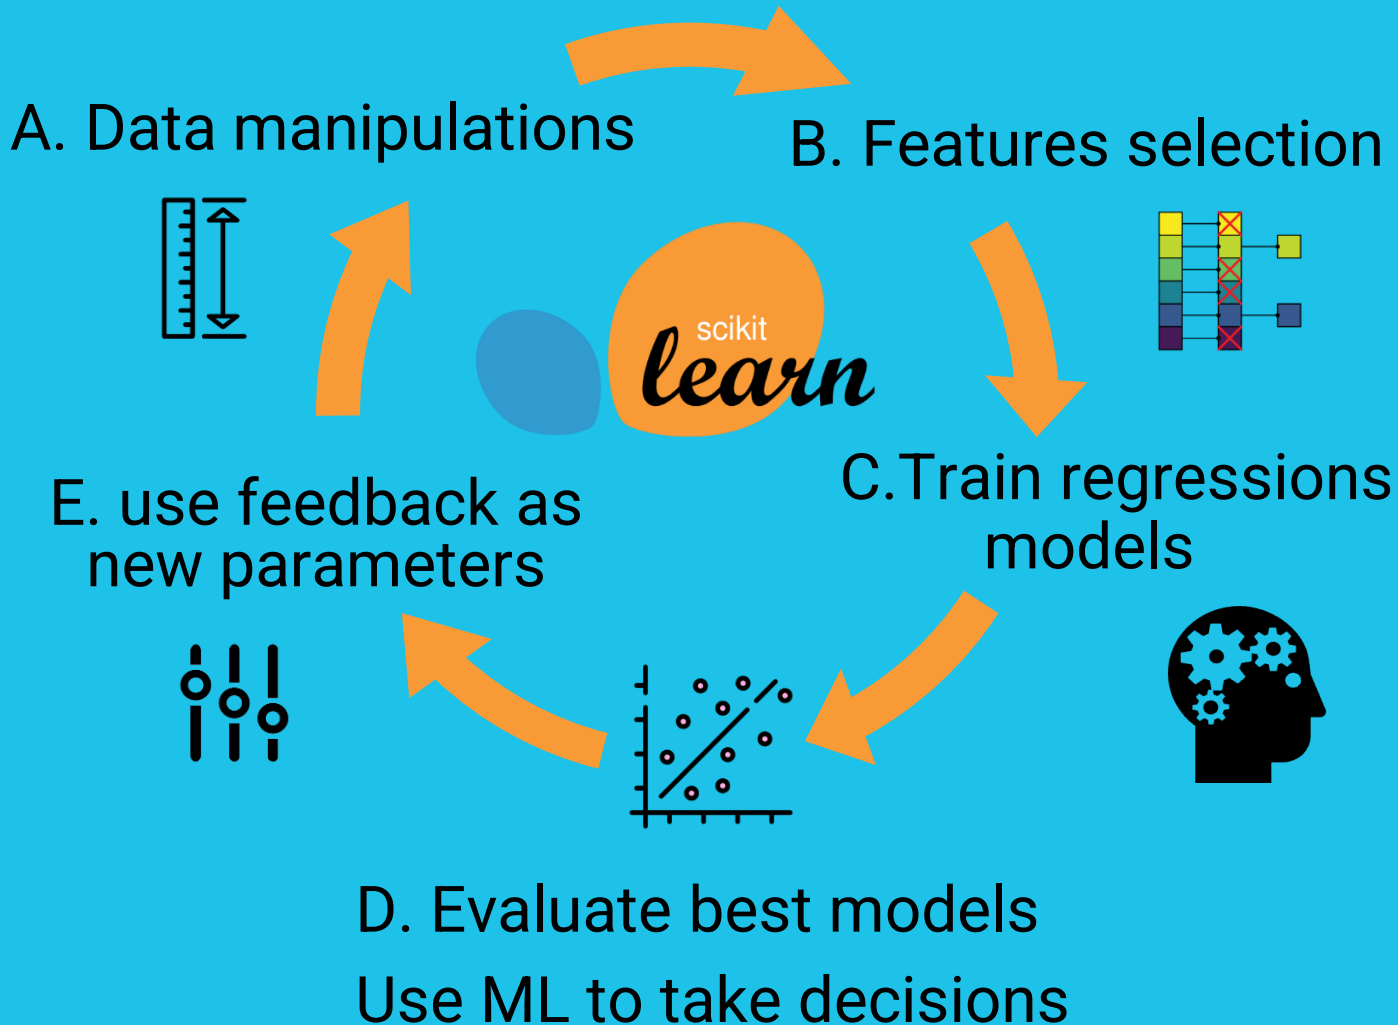 A. Data manipulations
B. Features selection
scikit
learn
C.Train regressions
models
E. use feedback as
new parameters
D. Evaluate best models
Use ML to take decisions